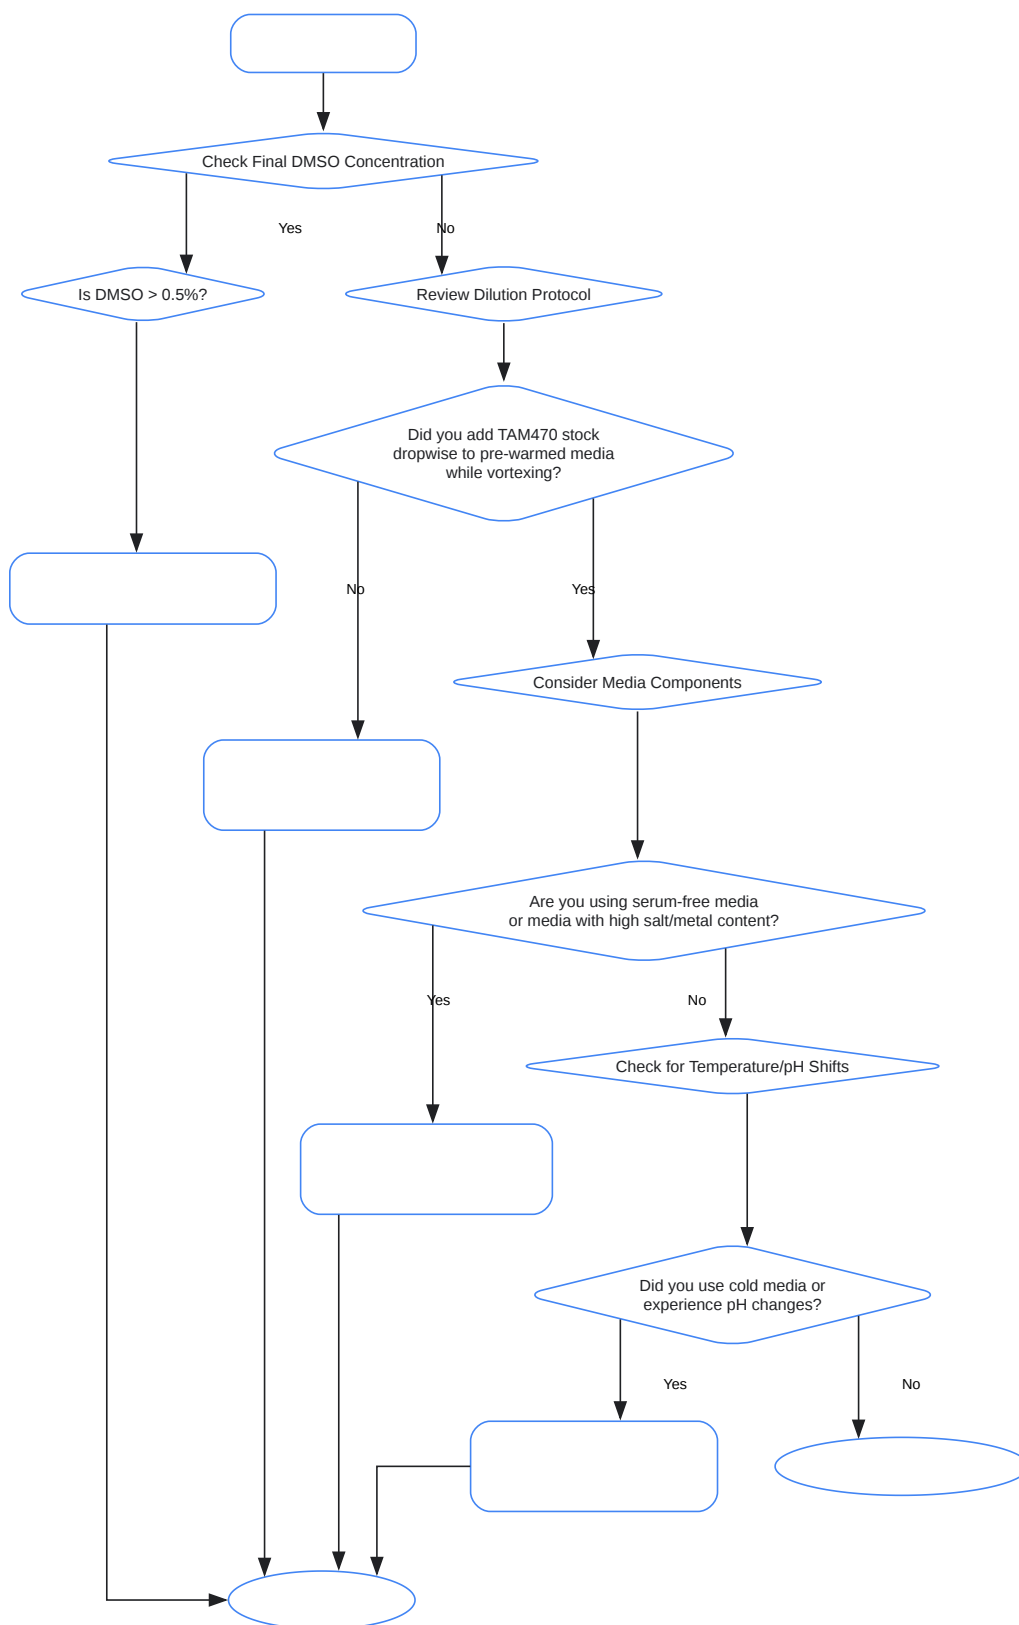 Check Final DMSO Concentration
Yes
No
Is DMSO > 0.5%?
Review Dilution Protocol
Did you add TAM470 stock
dropwise to pre-warmed media
while vortexing?
No
Yes
Consider Media Components
Are you using serum-free media
or media with high salt/metal content?
Yes
No
Check for Temperature/pH Shifts
Did you use cold media or
experience pH changes?
Yes
No